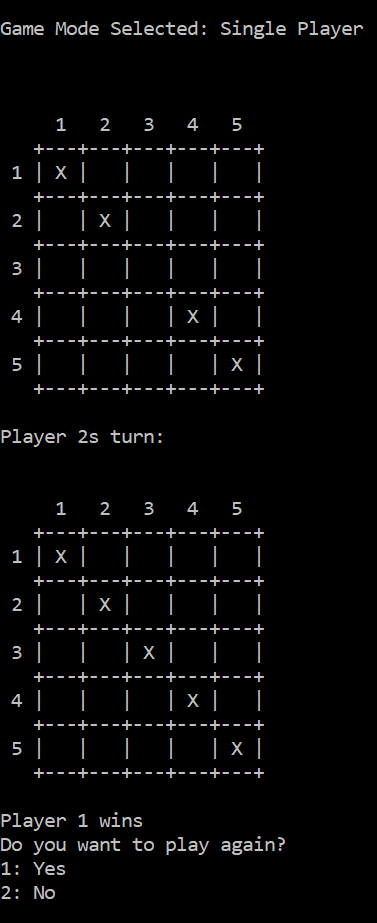 Game Mode Selected: Single Player
     1   2   3   4   5
   +---+---+---+---+---+
 1 | X |   |   |   |   |
   +---+---+---+---+---+
 2 |   | X |   |   |   |
   +---+---+---+---+---+
 3 |   |   |   |   |   |
   +---+---+---+---+---+
 4 |   |   |   | X |   |
   +---+---+---+---+---+
 5 |   |   |   |   | X |
   +---+---+---+---+---+
Player 2s turn:
     1   2   3   4   5
   +---+---+---+---+---+
 1 | X |   |   |   |   |
   +---+---+---+---+---+
 2 |   | X |   |   |   |
   +---+---+---+---+---+
 3 |   |   | X |   |   |
   +---+---+---+---+---+
 4 |   |   |   | X |   |
   +---+---+---+---+---+
 5 |   |   |   |   | X |
   +---+---+---+---+---+
Player 1 wins
Do you want to play again?
1: Yes
2: No